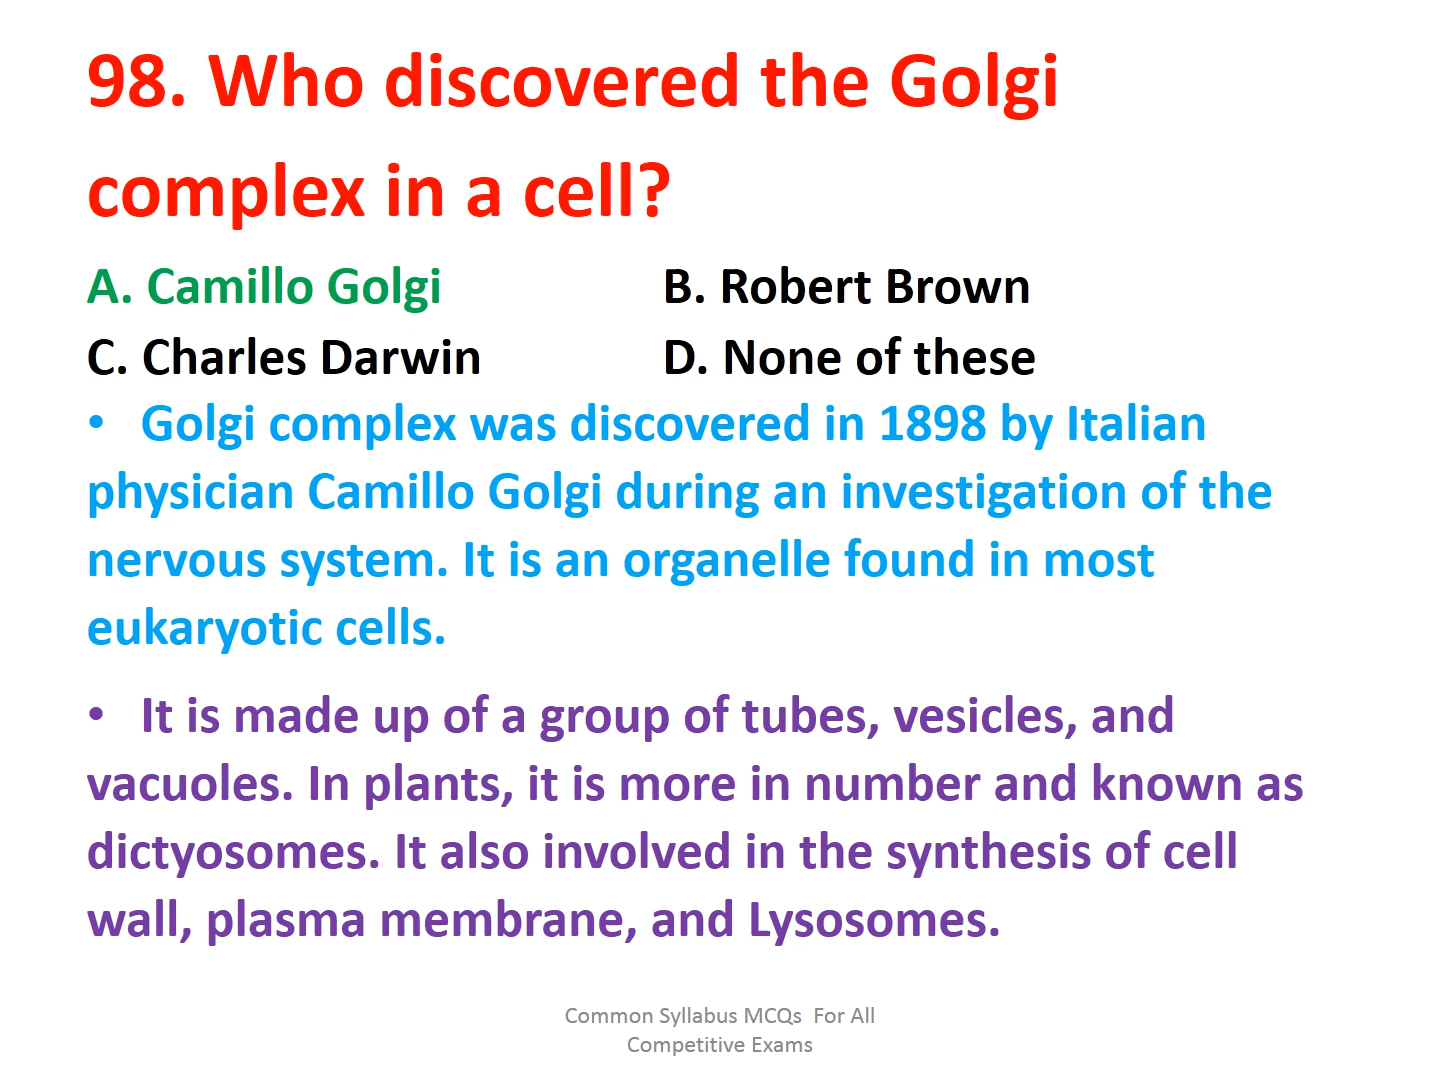 98. Who discovered the Golgi
complex in a cell?
A. Camillo Golgi B. Robert Brown
C. Charles Darwin D. None of these
• Golgi complex was discovered in 1898 by Italian
physician Camillo Golgi during an investigation of the
nervous system. It is an organelle found in most
eukaryotic cells.
• It is made up of a group of tubes, vesicles, and
vacuoles. In plants, it is more in number and known as
dictyosomes. It also involved in the synthesis of cell
wall, plasma membrane, and Lysosomes.
Common Syllabus MCQs For All
Competitive Exams